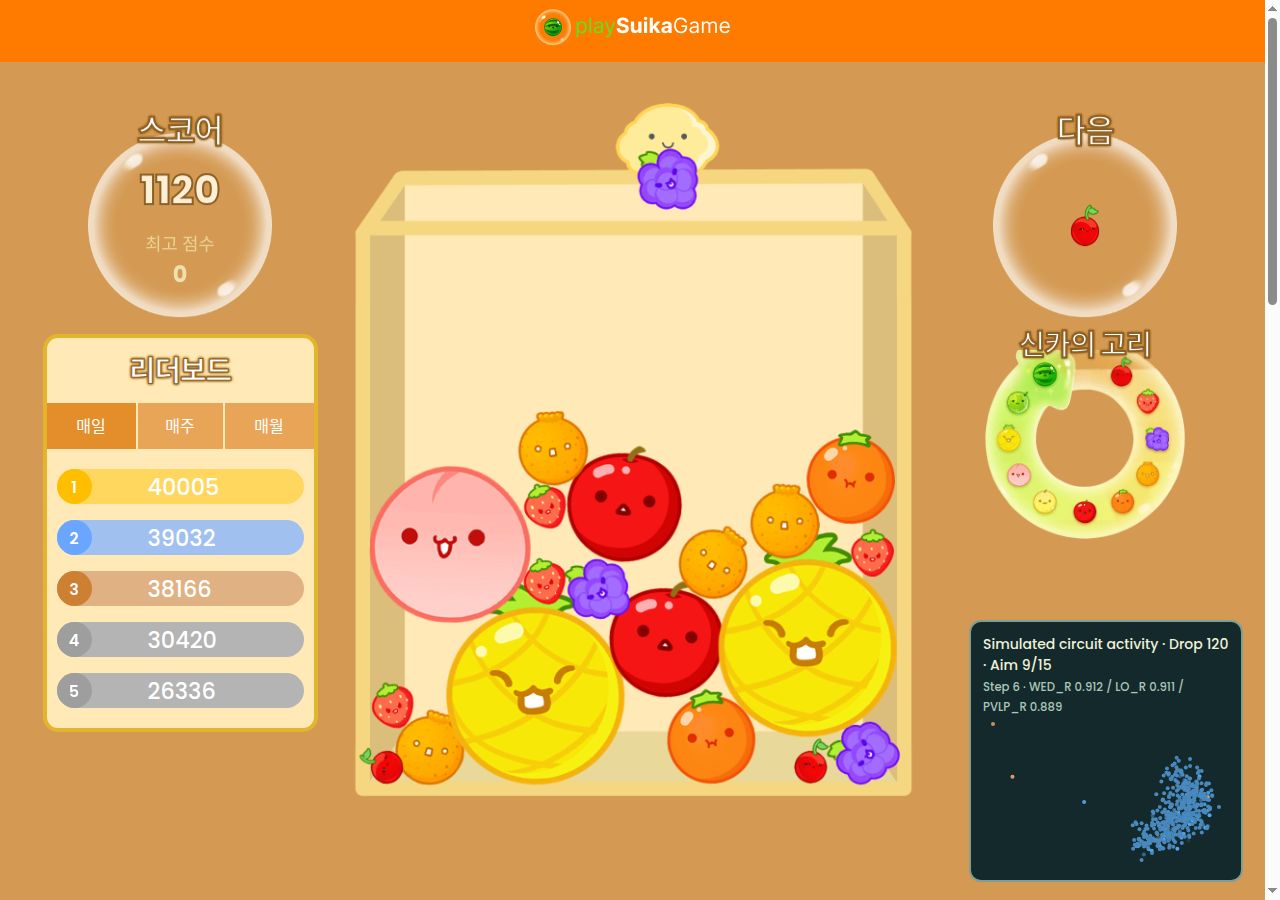 playSuikaGame
스코어
1120
최고 점수
0
리더보드
매일 매주 매월
1 40005
2 39032
3 38166
4 30420
5 26336
다음
신카의 고리
Simulated circuit activity · Drop 120
· Aim 9/15
Step 6 · WED_R 0.912 / LO_R 0.911 /
PVLP_R 0.889